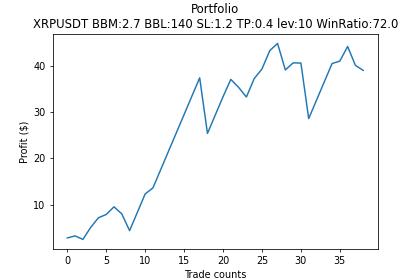 Portfolio
XRPUSDT BBM:2.7 BBL:140 SL:1.2 TP:0.4 lev:10 WinRatio:72.0
Profit ($)
40
30
20
10
0 5 10 15 20 25 30 35
Trade counts